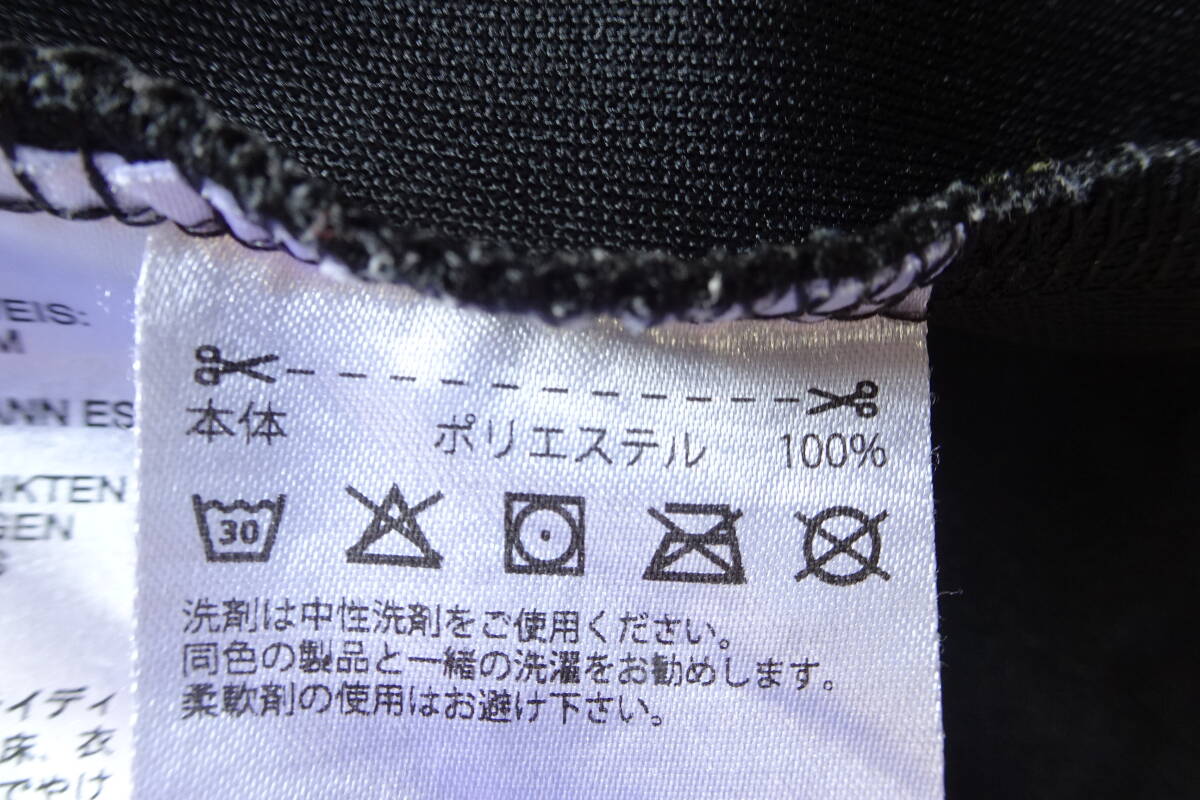 EIS:
M
ANN ES
NKTEN
GEN
イディ
床、衣
でやけ
本体 ポリエステル 100%
30
洗剤は中性洗剤をご使用ください。
同色の製品と一緒の洗濯をお勧めします。
柔軟剤の使用はお避け下さい。